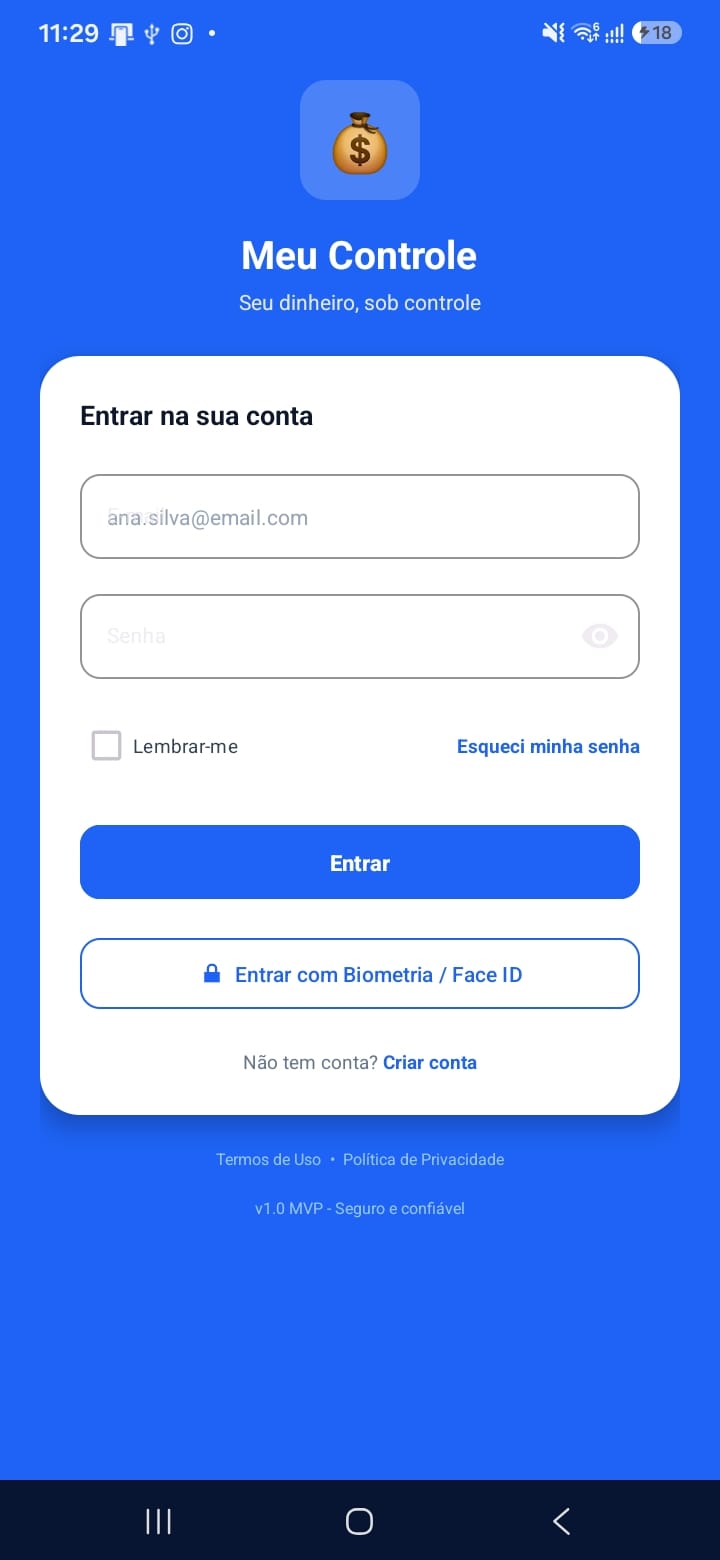 11:29
18
$
Meu Controle
Seu dinheiro, sob controle
Entrar na sua conta
ana.silva@email.com
Senha
Lembrar-me
Esqueci minha senha
Entrar
Entrar com Biometria / Face ID
Não tem conta? Criar conta
Termos de Uso • Política de Privacidade
v1.0 MVP - Seguro e confiável